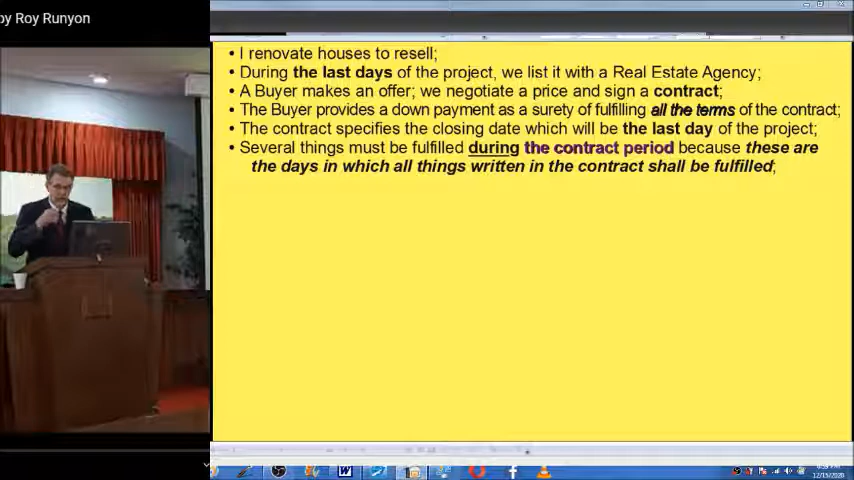 by Roy Runyon
• I renovate houses to resell;
• During the last days of the project, we list it with a Real Estate Agency;
• A Buyer makes an offer; we negotiate a price and sign a contract;
• The Buyer provides a down payment as a surety of fulfilling all the terms of the contract;
• The contract specifies the closing date which will be the last day of the project;
• Several things must be fulfilled during the contract period because these are
the days in which all things written in the contract shall be fulfilled;